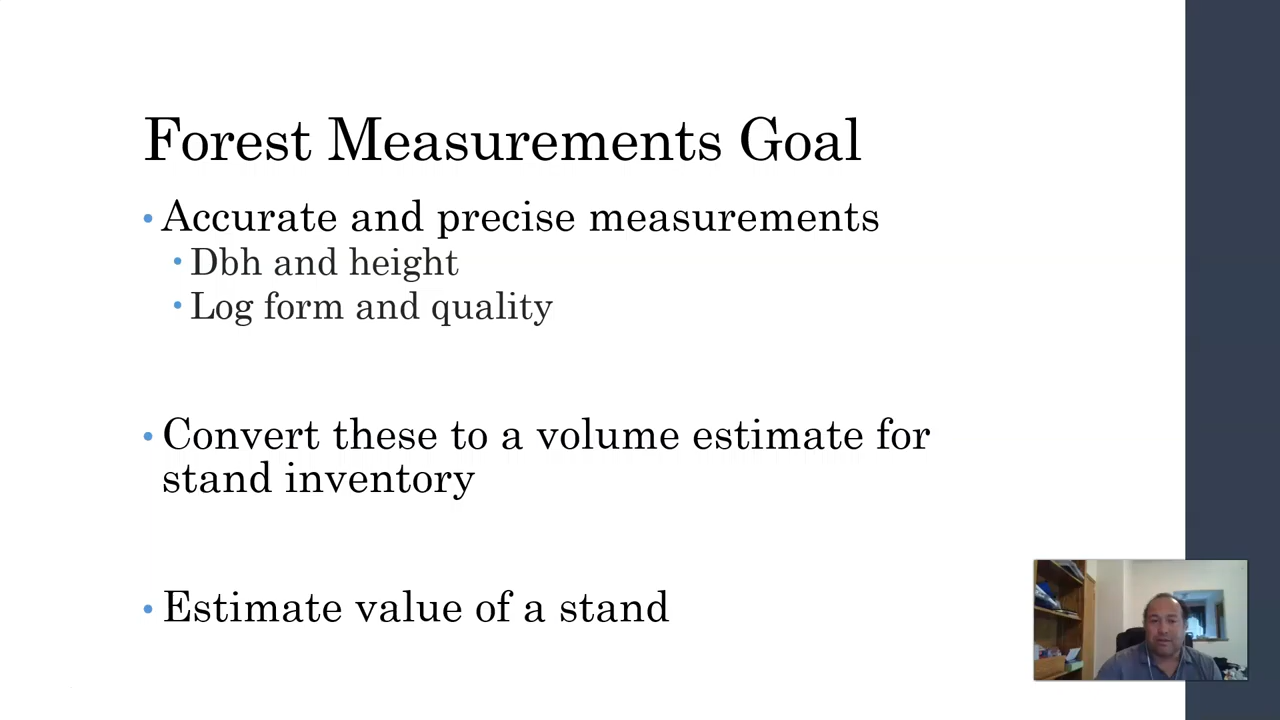 Forest Measurements Goal
• Accurate and precise measurements
• Dbh and height
• Log form and quality
• Convert these to a volume estimate for
stand inventory
• Estimate value of a stand